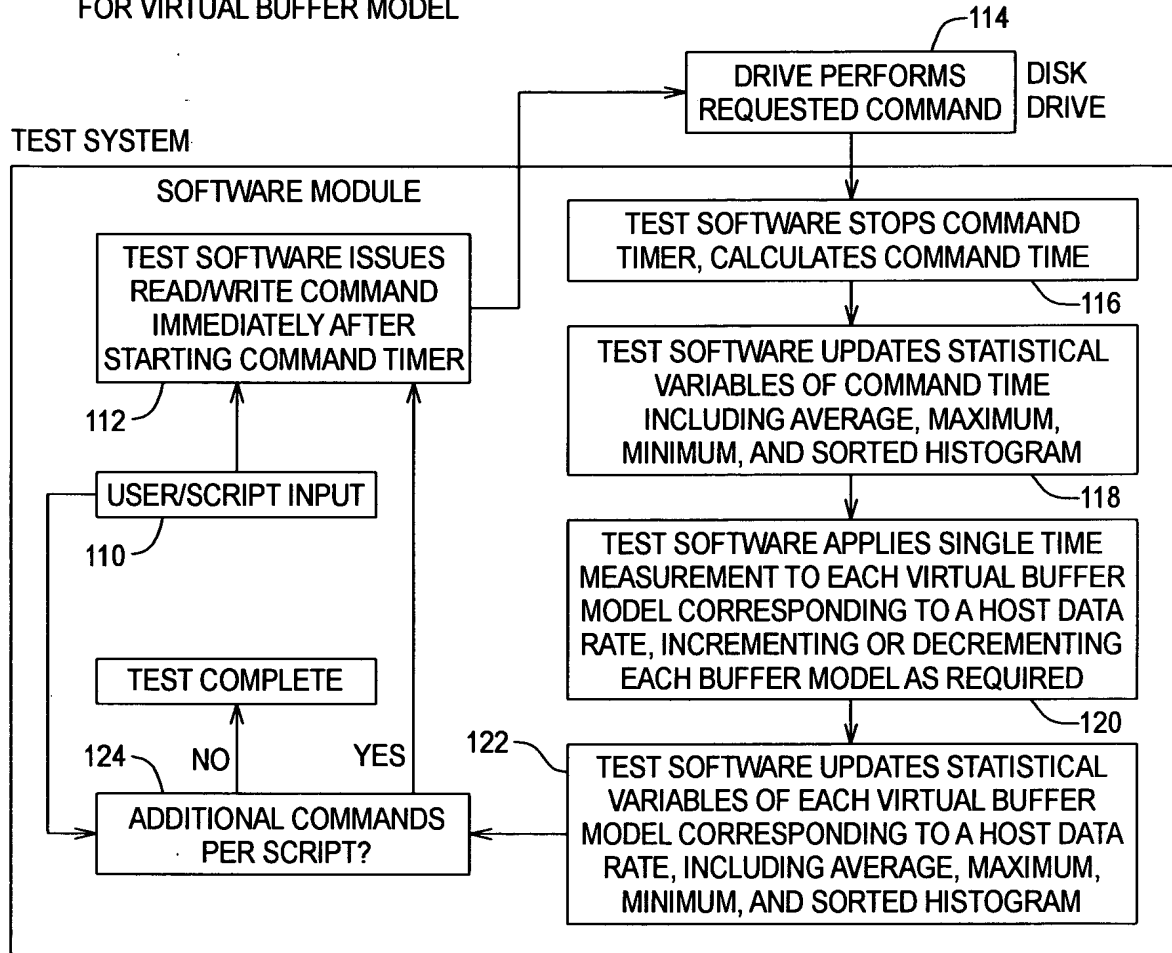 FOR VIRTUAL BUFFER MODEL
114
DRIVE PERFORMS
REQUESTED COMMAND
DISK
DRIVE
TEST SYSTEM
SOFTWARE MODULE
TEST SOFTWARE ISSUES
READ/WRITE COMMAND
IMMEDIATELY AFTER
STARTING COMMAND TIMER
112
USER/SCRIPT INPUT
110
TEST COMPLETE
124
NO
YES
ADDITIONAL COMMANDS
PER SCRIPT?
TEST SOFTWARE STOPS COMMAND
TIMER, CALCULATES COMMAND TIME
116
TEST SOFTWARE UPDATES STATISTICAL
VARIABLES OF COMMAND TIME
INCLUDING AVERAGE, MAXIMUM,
MINIMUM, AND SORTED HISTOGRAM
118
TEST SOFTWARE APPLIES SINGLE TIME
MEASUREMENT TO EACH VIRTUAL BUFFER
MODEL CORRESPONDING TO A HOST DATA
RATE, INCREMENTING OR DECREMENTING
EACH BUFFER MODEL AS REQUIRED
120
122
TEST SOFTWARE UPDATES STATISTICAL
VARIABLES OF EACH VIRTUAL BUFFER
MODEL CORRESPONDING TO A HOST DATA
RATE, INCLUDING AVERAGE, MAXIMUM,
MINIMUM, AND SORTED HISTOGRAM